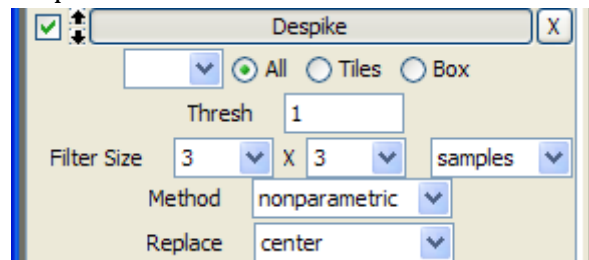 Despike X
All Tiles Box
Thresh 1
Filter Size 3 X 3 samples
Method nonparametric
Replace center